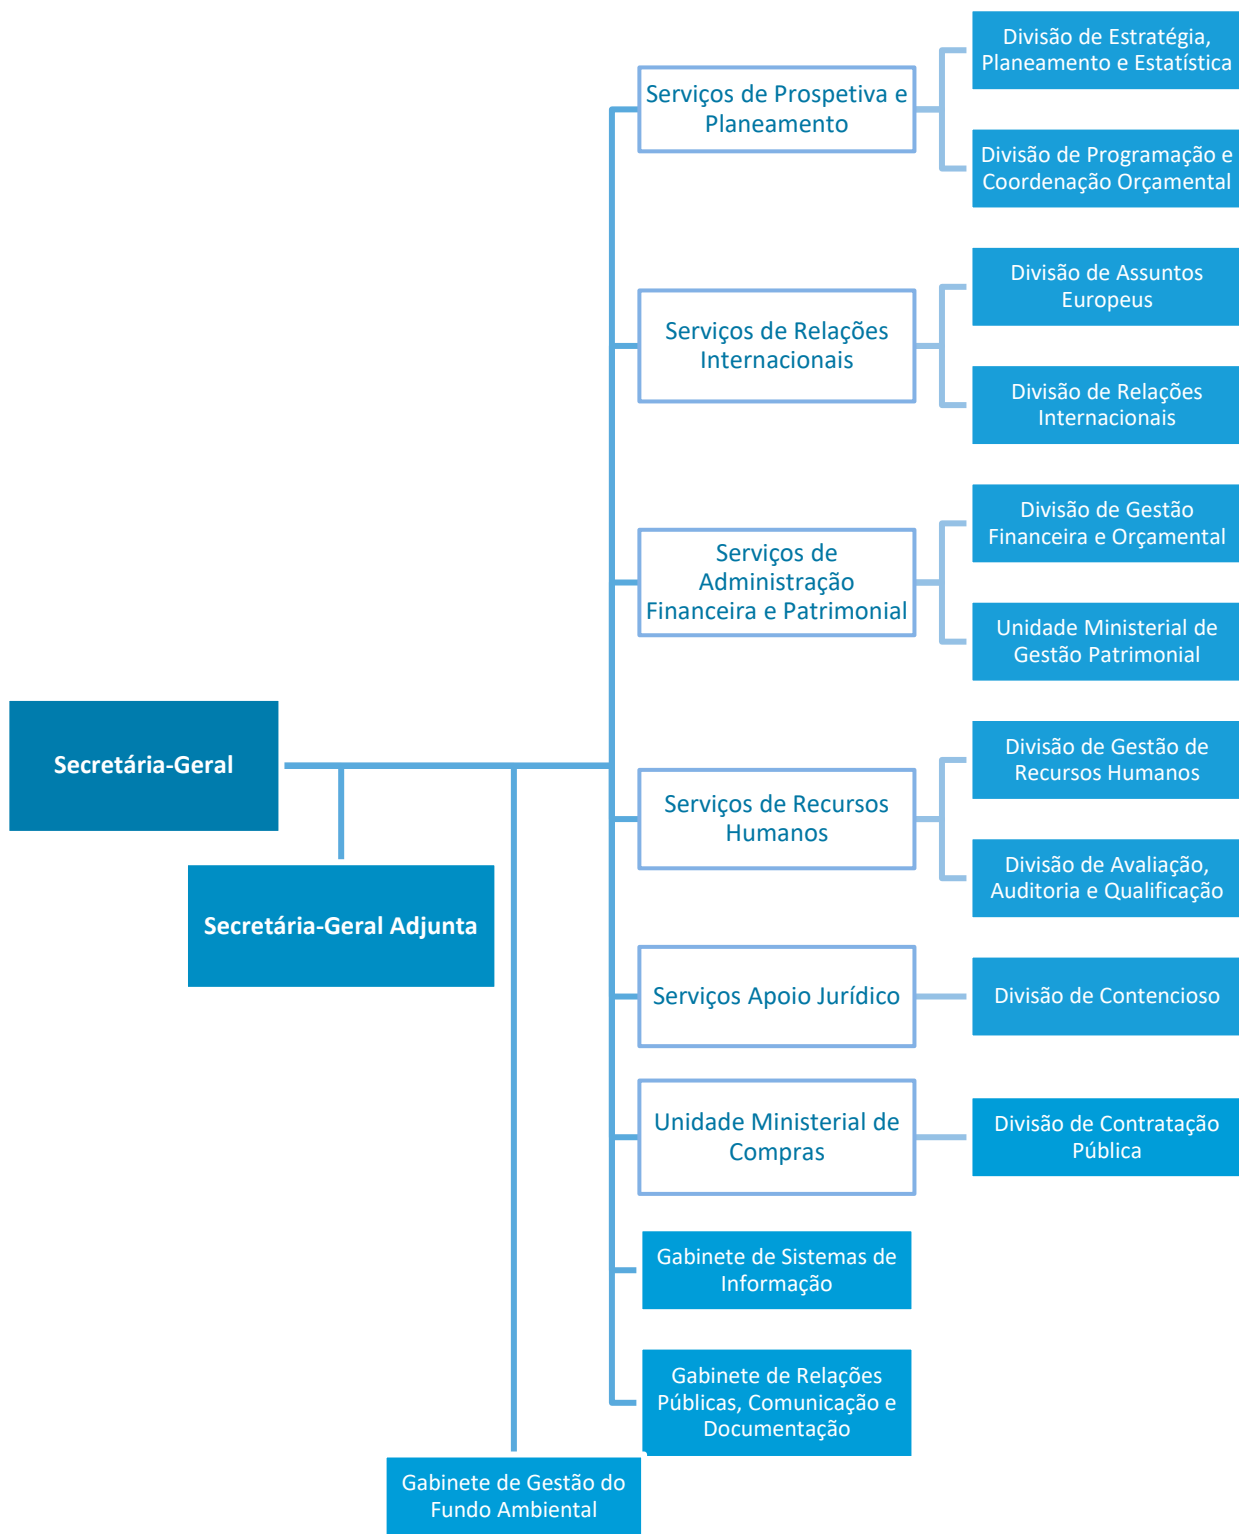 Secretária-Geral
Secretária-Geral Adjunta
Serviços de Prospetiva e
Planeamento
Divisão de Estratégia,
Planeamento e Estatística
Divisão de Programação e
Coordenação Orçamental
Serviços de Relações
Internacionais
Divisão de Assuntos
Europeus
Divisão de Relações
Internacionais
Serviços de
Administração
Financeira e Patrimonial
Divisão de Gestão
Financeira e Orçamental
Unidade Ministerial de
Gestão Patrimonial
Serviços de Recursos
Humanos
Divisão de Gestão de
Recursos Humanos
Divisão de Avaliação,
Auditoria e Qualificação
Serviços Apoio Jurídico
Divisão de Contencioso
Unidade Ministerial de
Compras
Divisão de Contratação
Pública
Gabinete de Sistemas de
Informação
Gabinete de Relações
Públicas, Comunicação e
Documentação
Gabinete de Gestão do
Fundo Ambiental